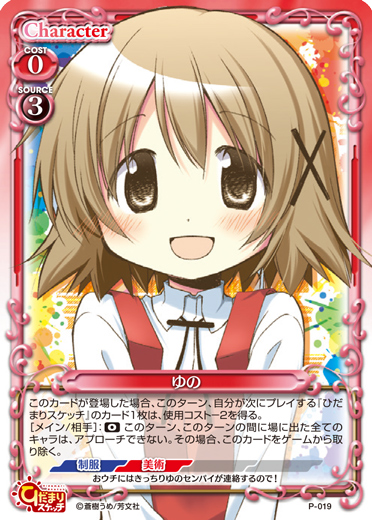 Character
COST
0
SOURCE
3
ゆの
このカードが登場した場合、このターン、自分が次にプレイする『ひだ
まりスケッチ』のカード1枚は、使用コスト－2を得る。
[メイン/相手]: このターン、このターンの間に場に出た全ての
キャラは、アプローチできない。その場合、このカードをゲームから取
り除く。
制服 美術
おウチにはきっちりゆのセンパイが連絡するので!
ひだまりスケッチ
©蒼樹うめ/芳文社
P-019